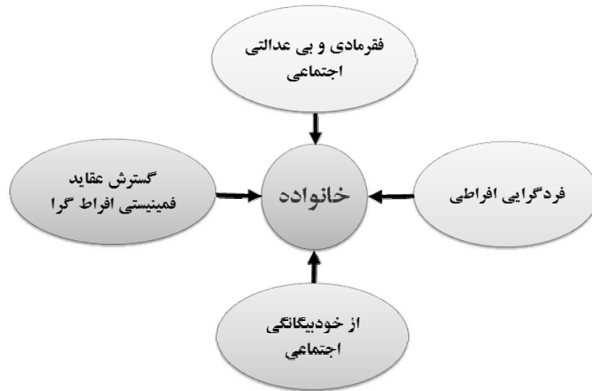 فقرمادی و بی عدالتی
اجتماعی
گسترش عقاید
فمینیستی افراط گرا
خانواده
فردگرایی افراطی
از خودبیگانگی
اجتماعی